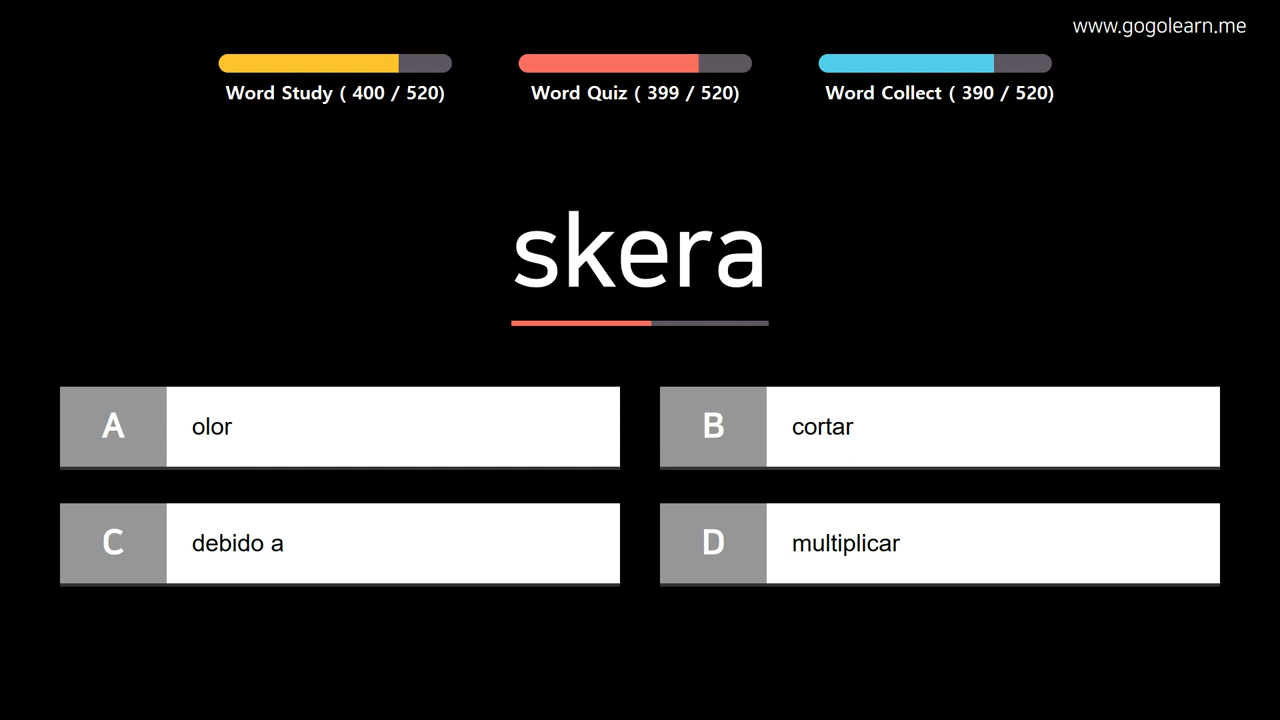 www.gogolearn.me
Word Study ( 400 / 520)
Word Quiz ( 399 / 520)
Word Collect ( 390 / 520)
skera
A olor
B cortar
C debido a
D multiplicar